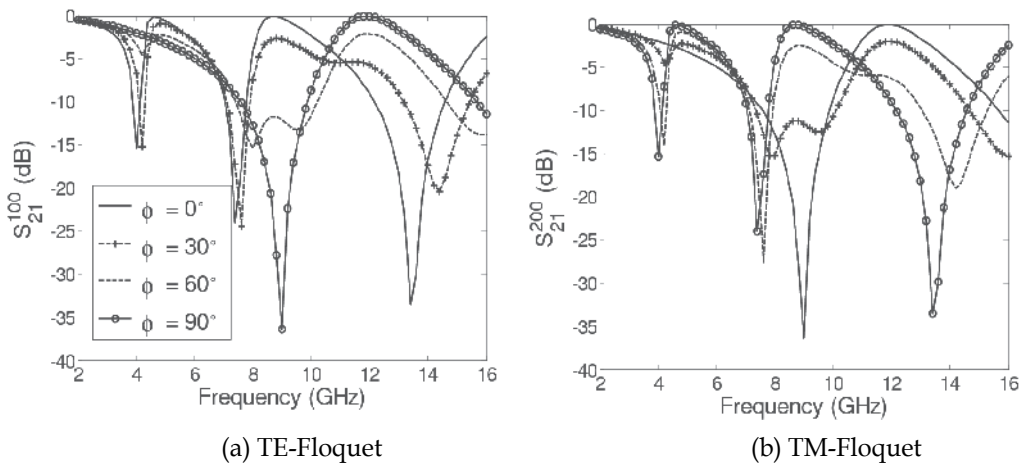 0
-5
-10
-15
-20
-25
-30
-35
-40
S₂₁¹⁰⁰ (dB)
ϕ = 0°
ϕ = 30°
ϕ = 60°
ϕ = 90°
2 4 6 8 10 12 14 16
Frequency (GHz)
(a) TE-Floquet
0
-5
-10
-15
-20
-25
-30
-35
-40
S₂₁²⁰⁰ (dB)
2 4 6 8 10 12 14 16
Frequency (GHz)
(b) TM-Floquet